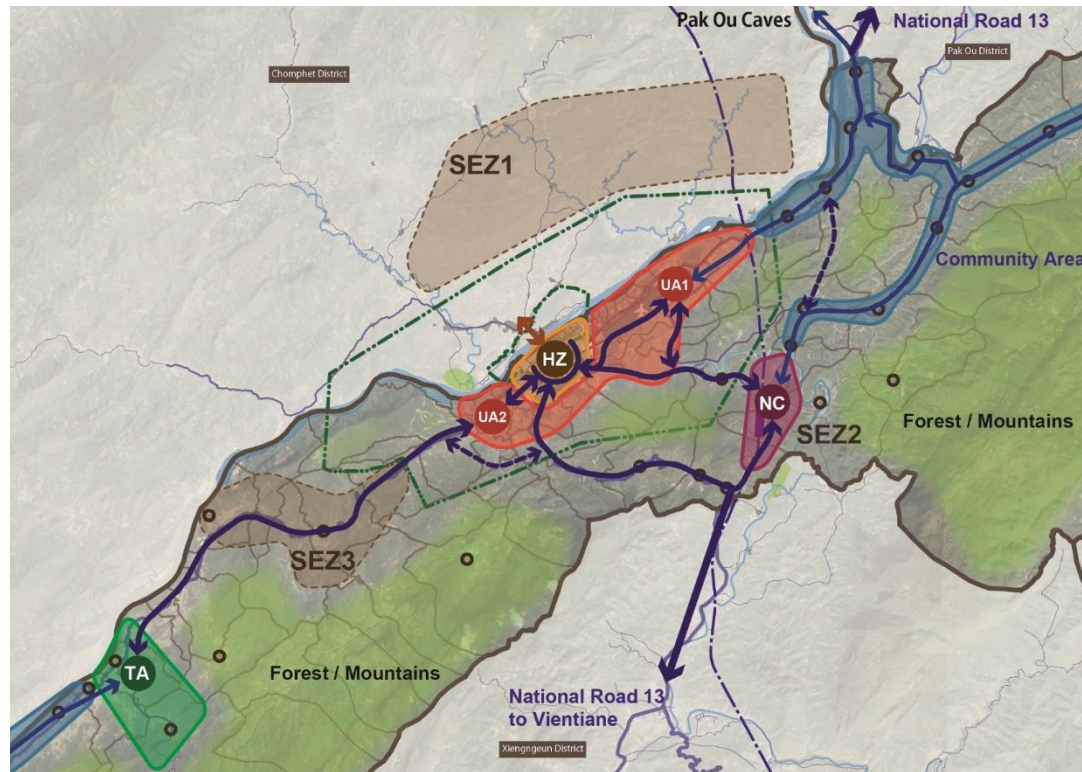 Pak Ou Caves
National Road 13
Pak Ou District
Chomphet District
SEZ1
Community Area
UA1
HZ
UA2
NC
SEZ2
Forest / Mountains
SEZ3
Forest / Mountains
TA
National Road 13
to Vientiane
Xiengngeun District